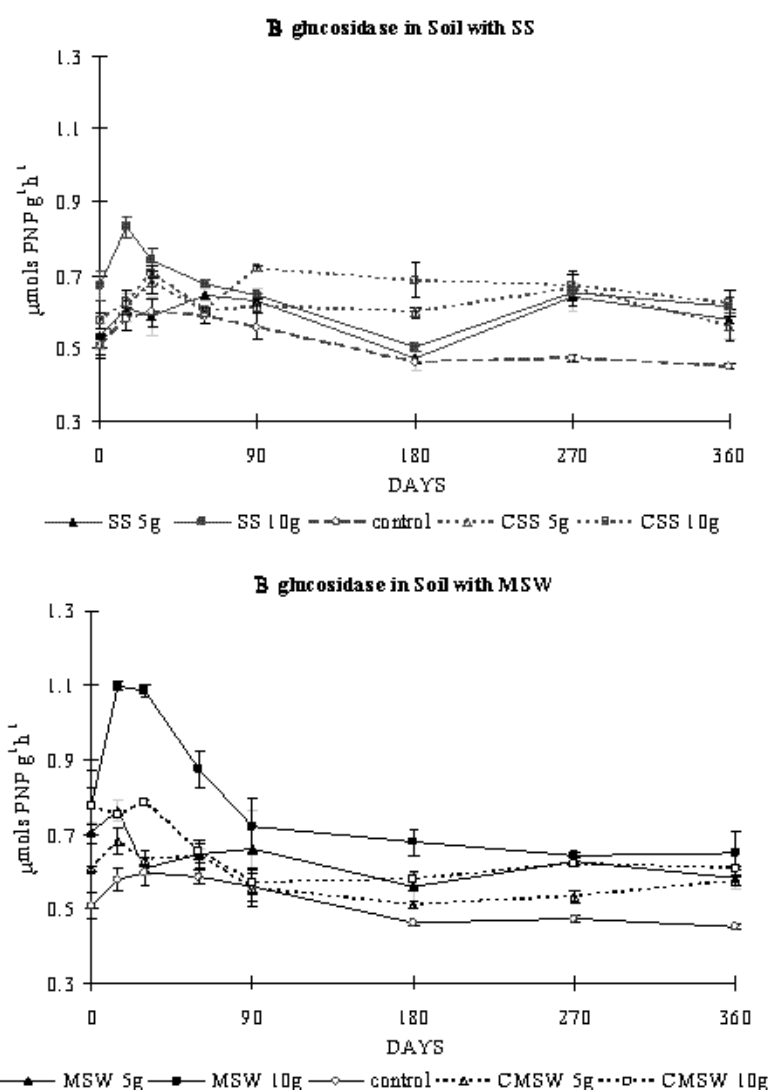 B glucosidase in Soil with SS
1.3
1.1
0.9
0.7
0.5
0.3
µmols PNP g-1h-1
0 90 180 270 360
DAYS
SS 5g SS 10g control CSS 5g CSS 10g
B glucosidase in Soil with MSW
1.3
1.1
0.9
0.7
0.5
0.3
µmols PNP g-1h-1
0 90 180 270 360
DAYS
MSW 5g MSW 10g control CMSW 5g CMSW 10g